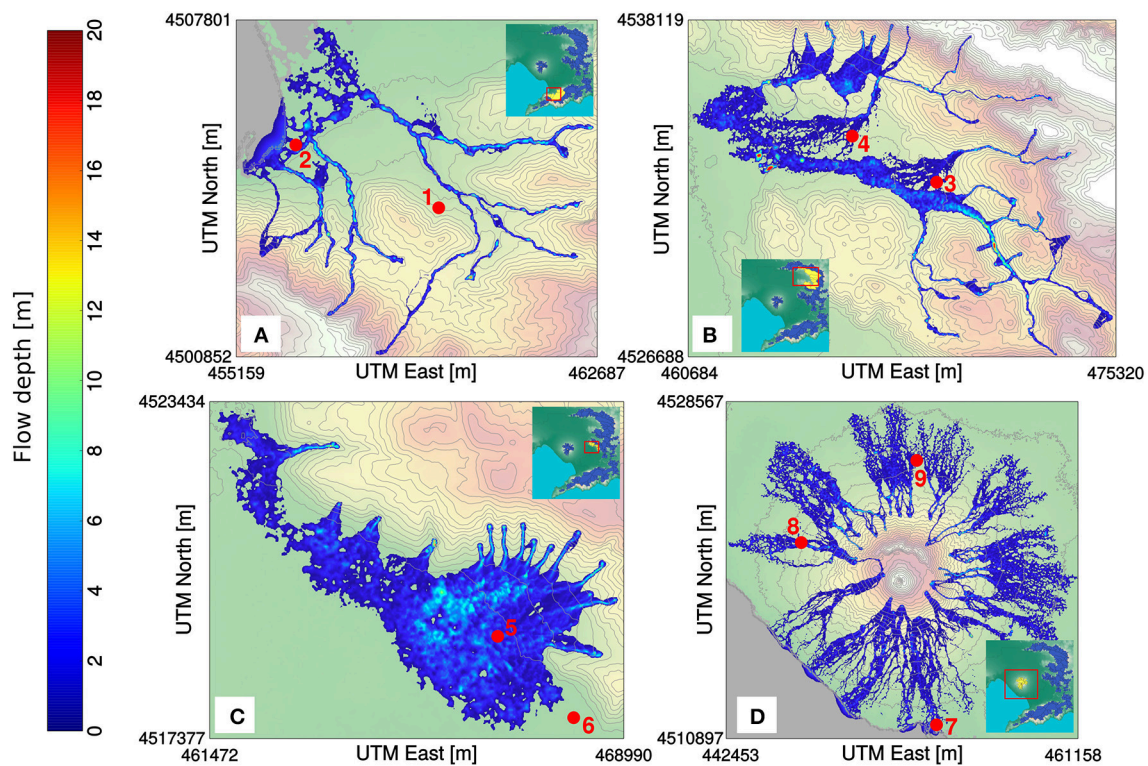 Flow depth [m]
20
18
16
14
12
10
8
6
4
2
0
4507801
UTM North [m]
4500852
455159
UTM East [m]
462687
1
2
A
4538119
UTM North [m]
4526688
460684
UTM East [m]
475320
4
3
B
4523434
UTM North [m]
4517377
461472
UTM East [m]
468990
5
6
C
4528567
UTM North [m]
4510897
442453
UTM East [m]
461158
9
8
7
D